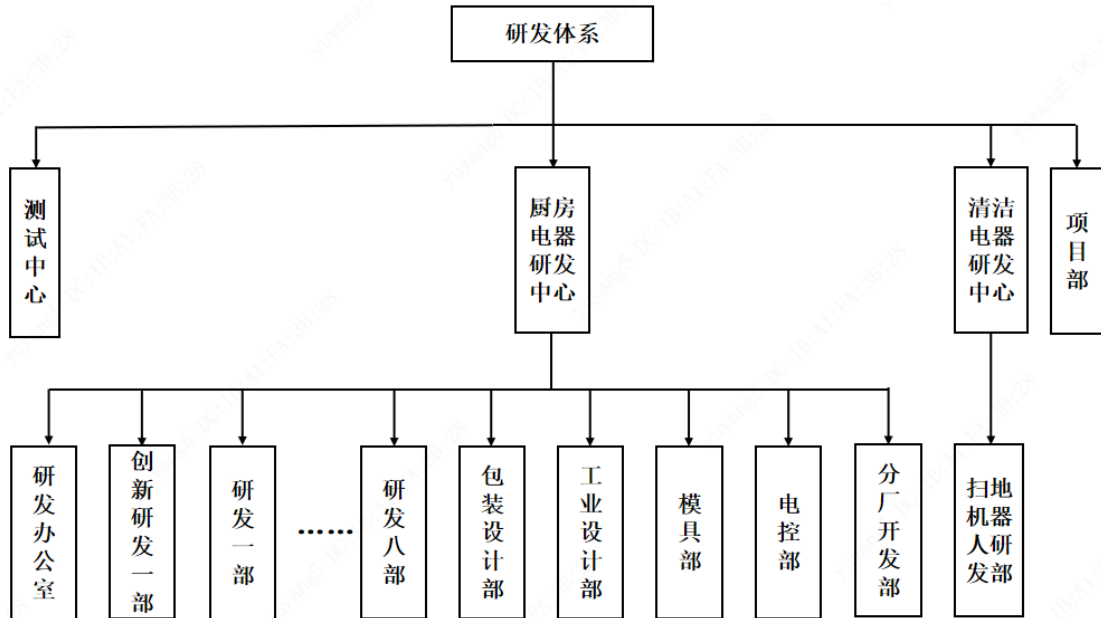 研发体系
测试中心
厨房
电器
研发
中心
清洁
电器
研发
中心
项目部
研发办公室
创新研发一部
研发一部
……
研发八部
包装设计部
工业设计部
模具部
电控部
分厂开发部
扫地
机器
人研
发部